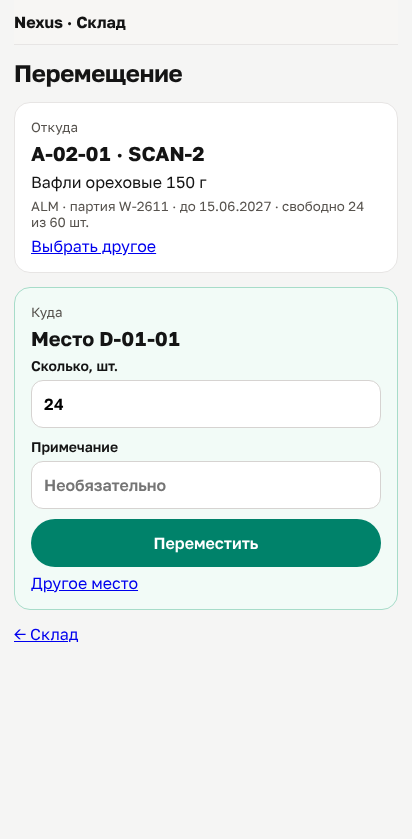 Nexus · Склад
Перемещение
Откуда
A-02-01 · SCAN-2
Вафли ореховые 150 г
ALM · партия W-2611 · до 15.06.2027 · свободно 24
из 60 шт.
Выбрать другое
Куда
Место D-01-01
Сколько, шт.
24
Примечание
Необязательно
Переместить
Другое место
← Склад